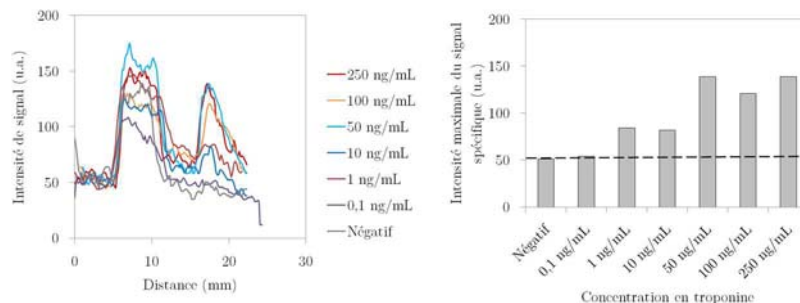 Intensité de signal (u.a.)
200
150
100
50
0
0
10
20
30
Distance (mm)
250 ng/mL
100 ng/mL
50 ng/mL
10 ng/mL
1 ng/mL
0,1 ng/mL
Négatif
Intensité maximale du signal
spécifique (u.a.)
200
150
100
50
0
Négatif
0,1 ng/mL
1 ng/mL
10 ng/mL
50 ng/mL
100 ng/mL
250 ng/mL
Concentration en troponine